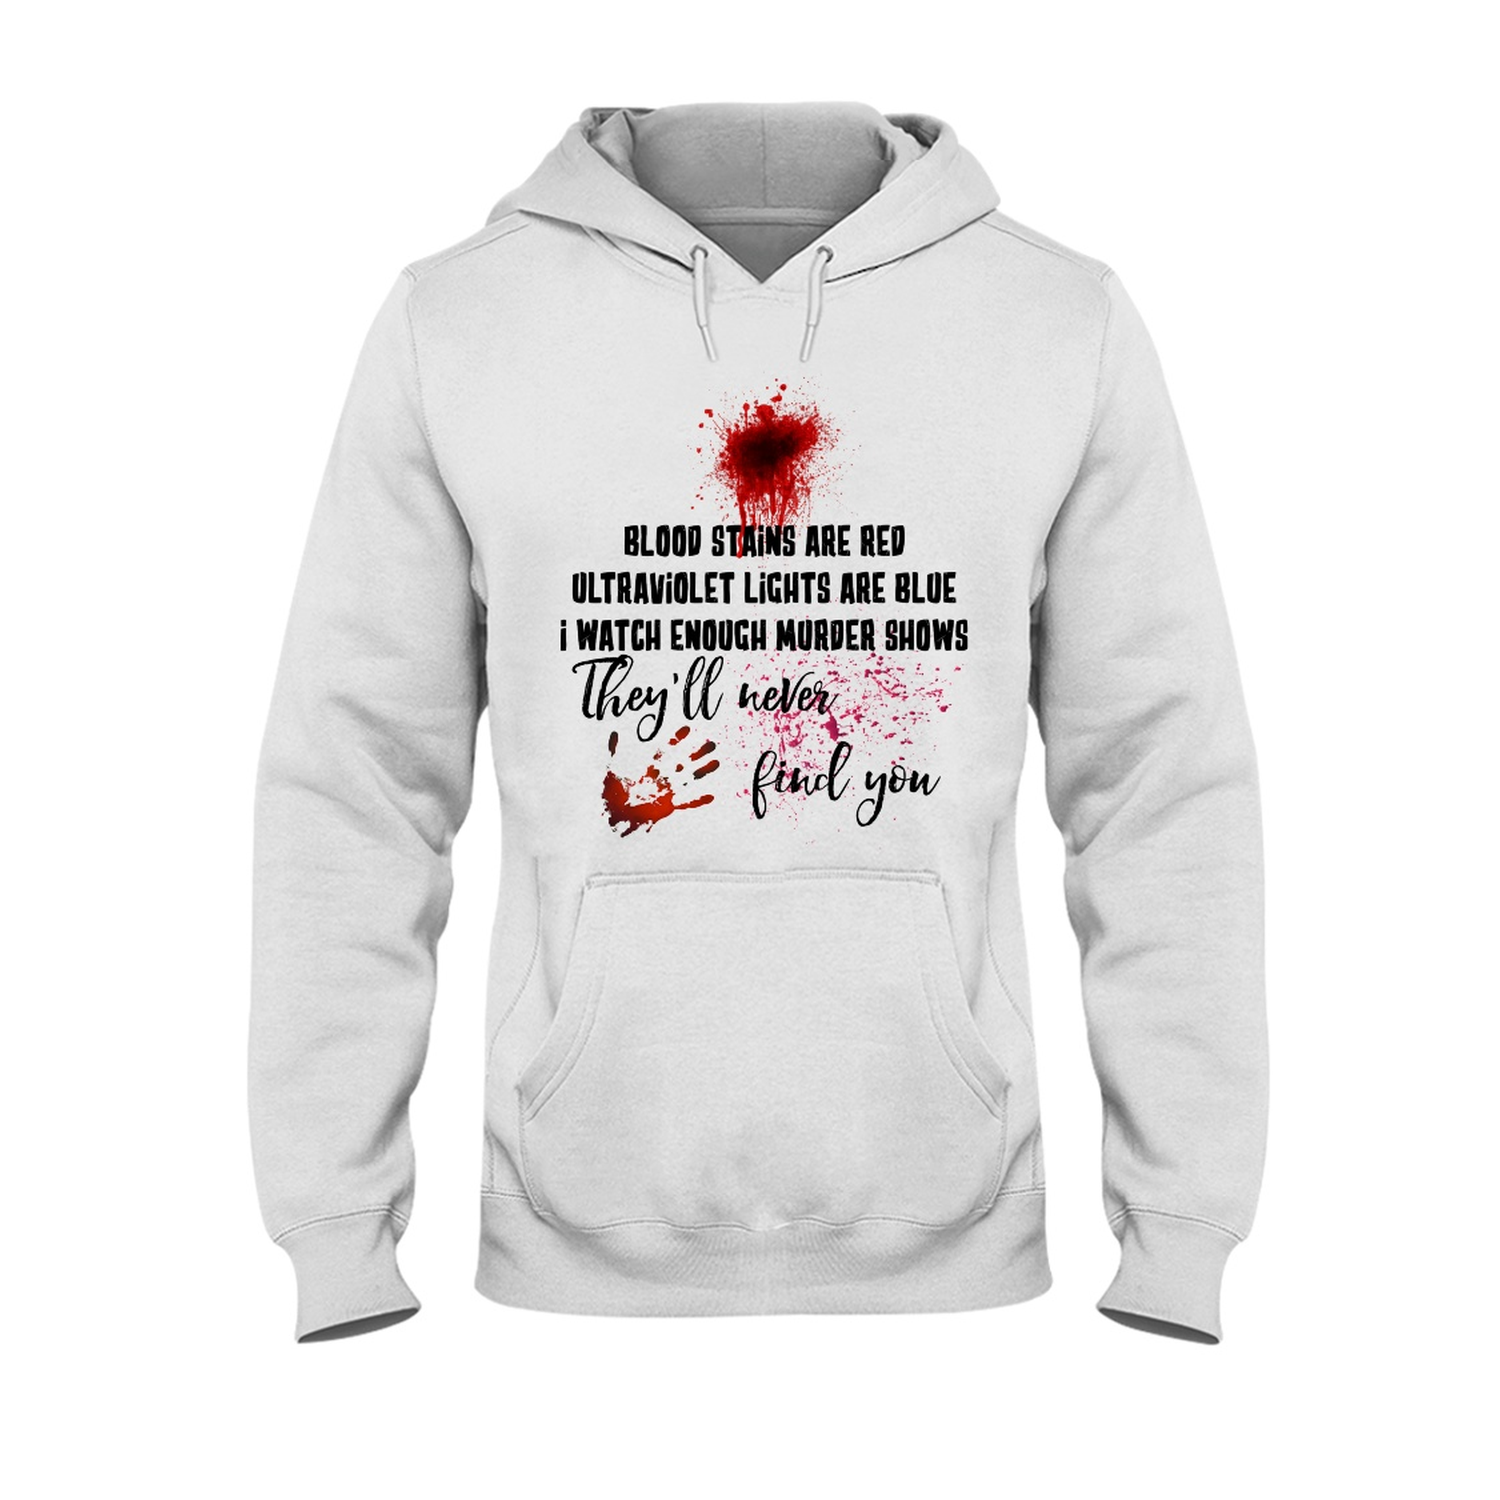 BLOOD STAiNS ARE RED
ULTRAViOLET LiGHTS ARE BLUE
i WATCH ENOUGH MURDER SHOWS
They'll never
find you